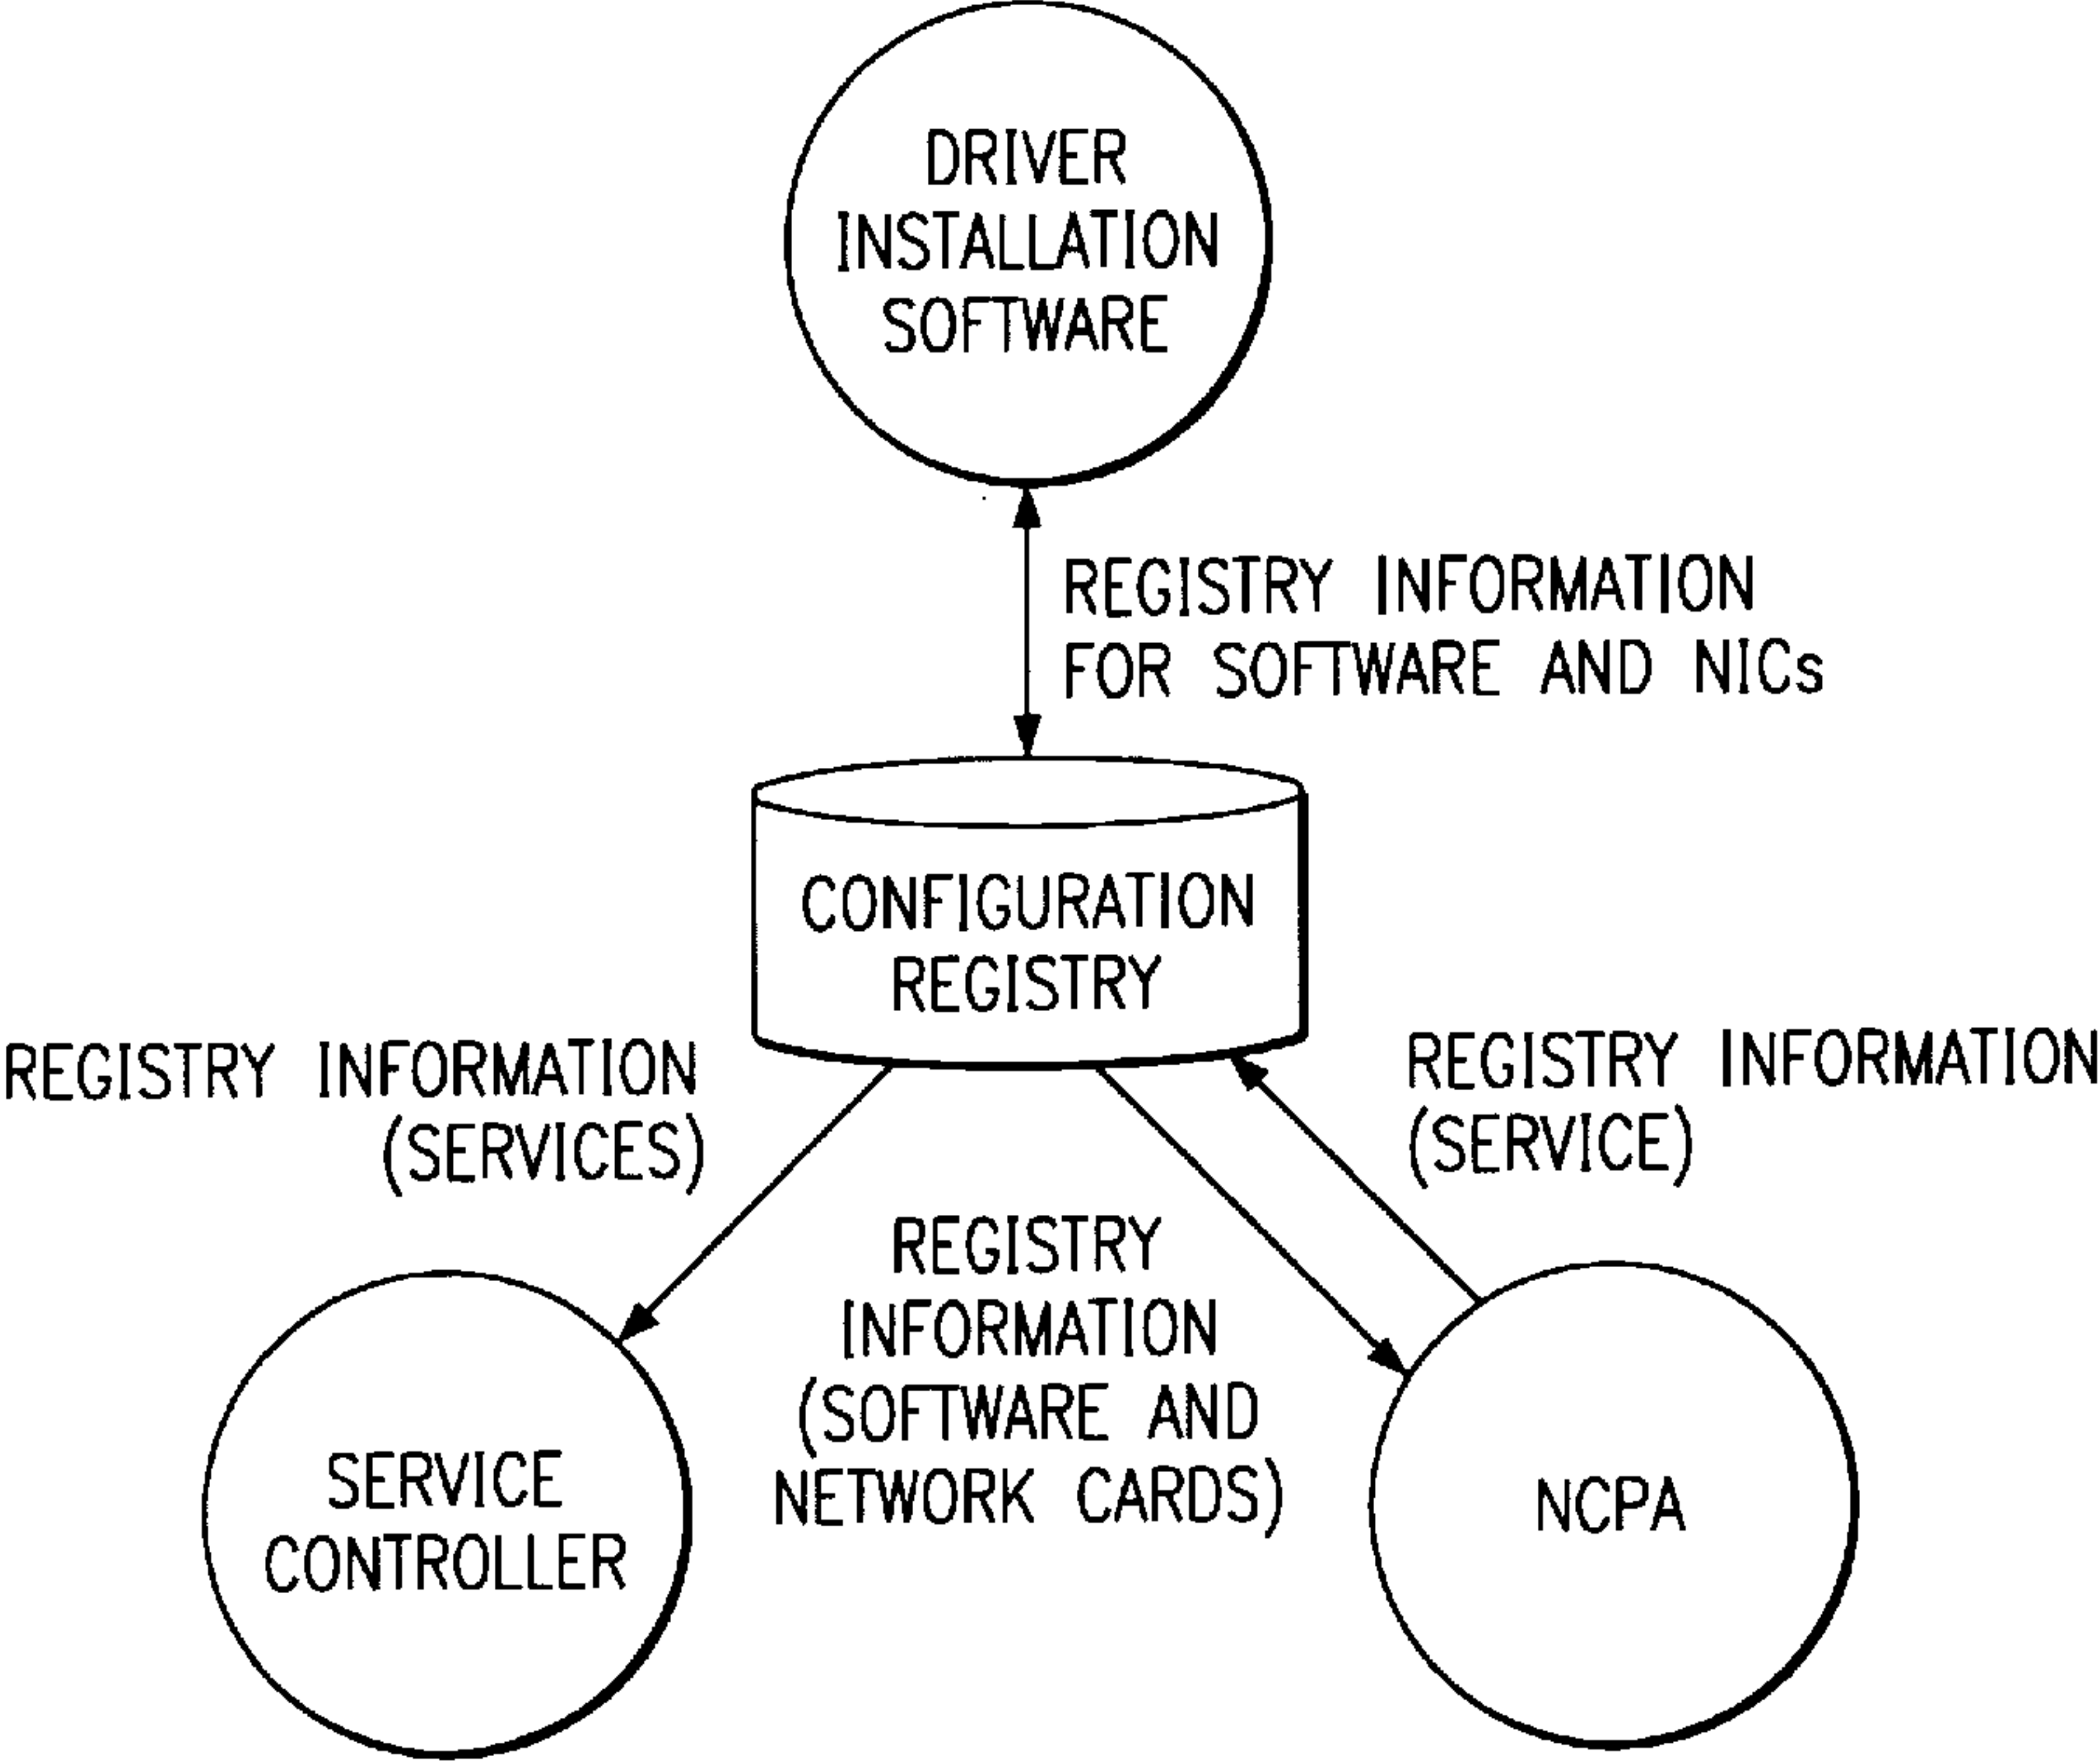 DRIVER
INSTALLATION
SOFTWARE
REGISTRY INFORMATION
FOR SOFTWARE AND NICs
CONFIGURATION
REGISTRY
REGISTRY INFORMATION
(SERVICES)
REGISTRY INFORMATION
(SERVICE)
REGISTRY
INFORMATION
(SOFTWARE AND
NETWORK CARDS)
SERVICE
CONTROLLER
NCPA